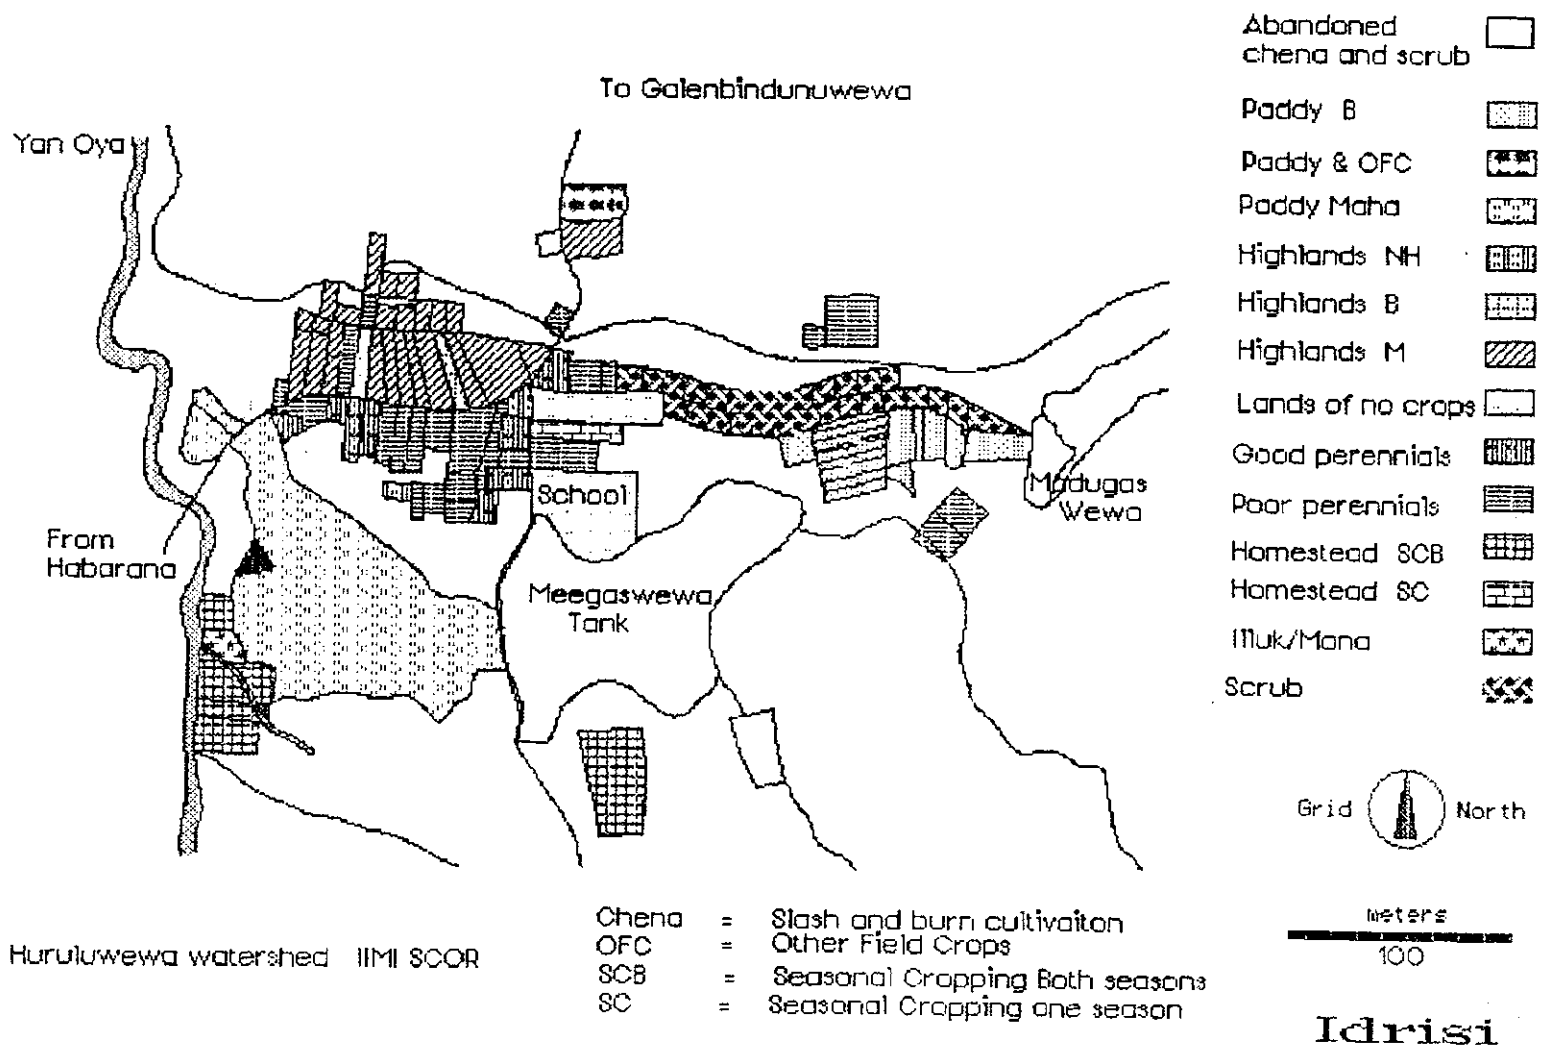 To Galenbindunuwewa
Yan Oya
School
Madugas
Wewa
From
Habarana
Meegaswewa
Tank
Abandoned
chena and scrub
Paddy B
Paddy & OFC
Paddy Maha
Highlands NH
Highlands B
Highlands M
Lands of no crops
Good perennials
Poor perennials
Homestead SCB
Homestead SC
Illuk/Mana
Scrub
Grid North
meters
100
Idrisi
Huruluwewa watershed IIMI SCOR
Chena = Slash and burn cultivaiton
OFC = Other Field Crops
SCB = Seasonal Cropping Both seasons
SC = Seasonal Cropping one season